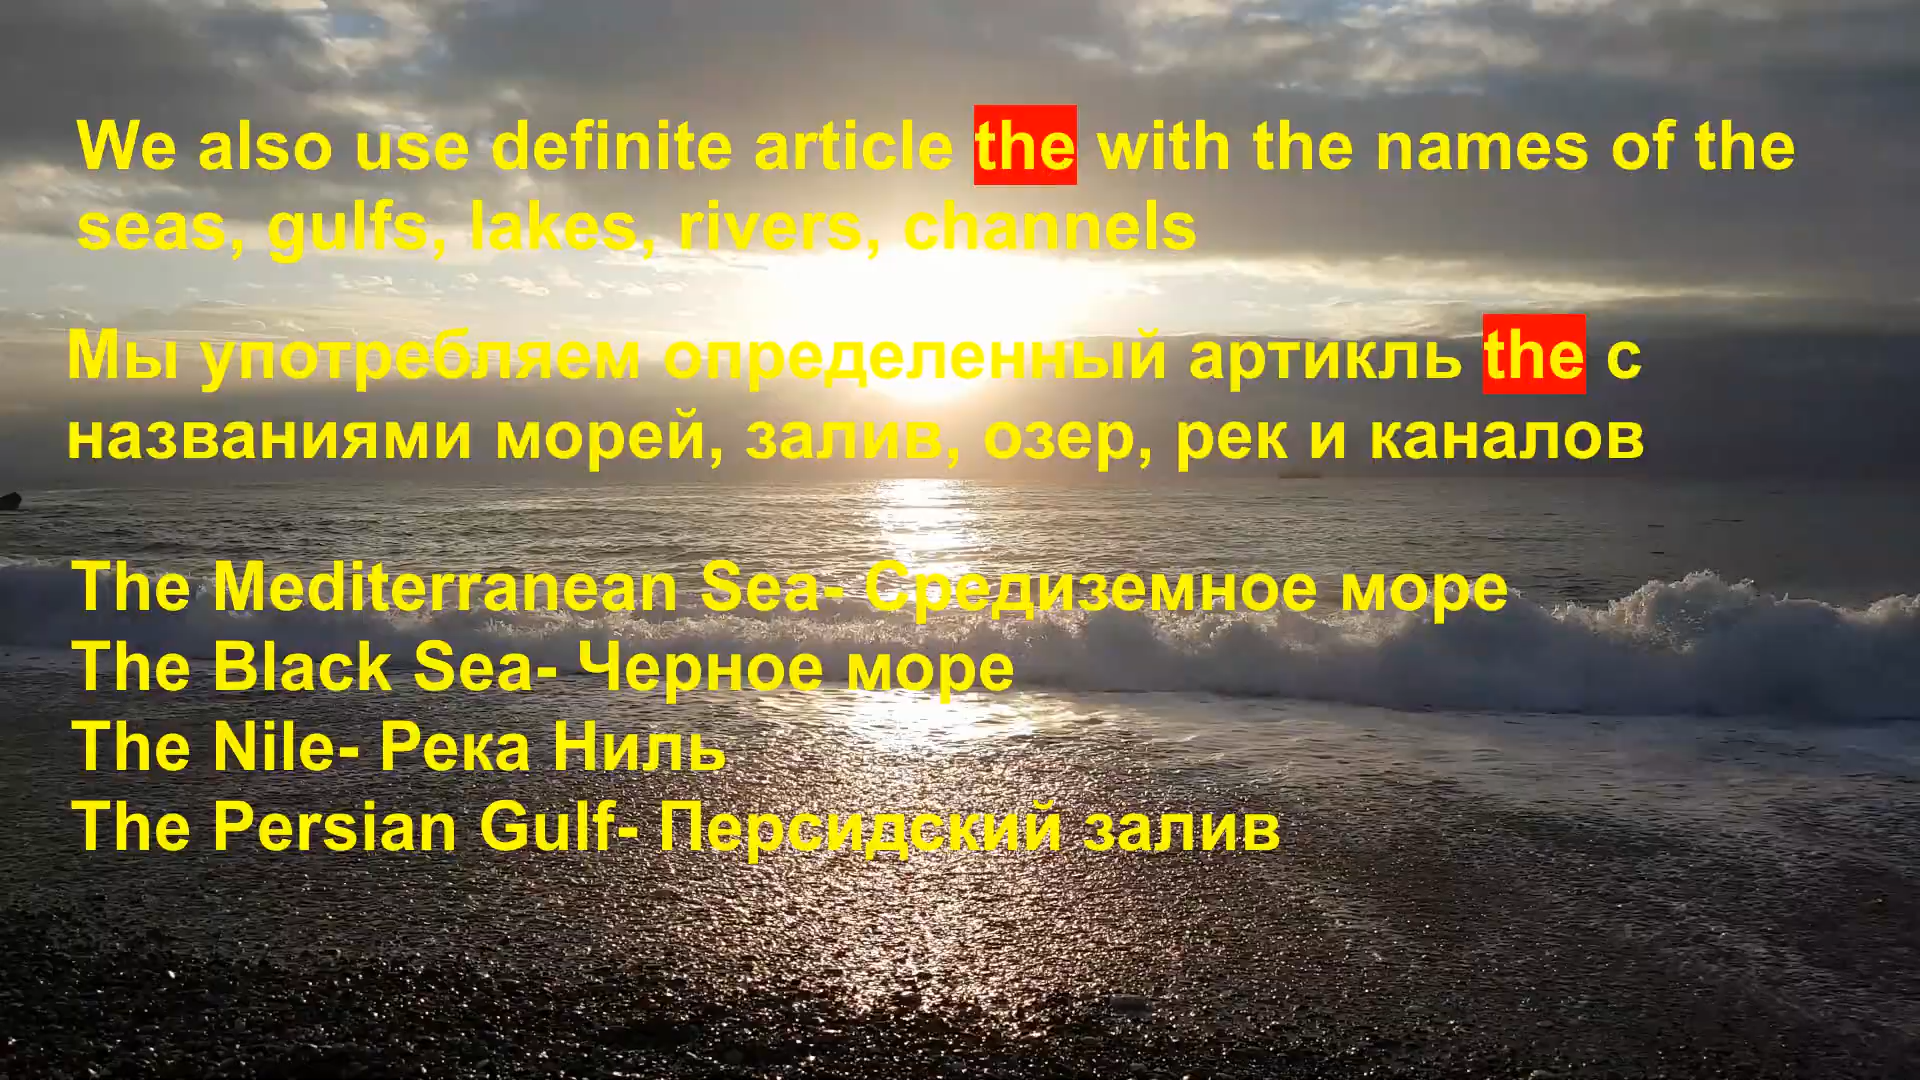 We also use definite article the with the names of the
seas, gulfs, lakes, rivers, channels
Мы употребляем определенный артикль the с
названиями морей, залив, озер, рек и каналов
The Mediterranean Sea- Средиземное море
The Black Sea- Черное море
The Nile- Река Ниль
The Persian Gulf- Персидский залив